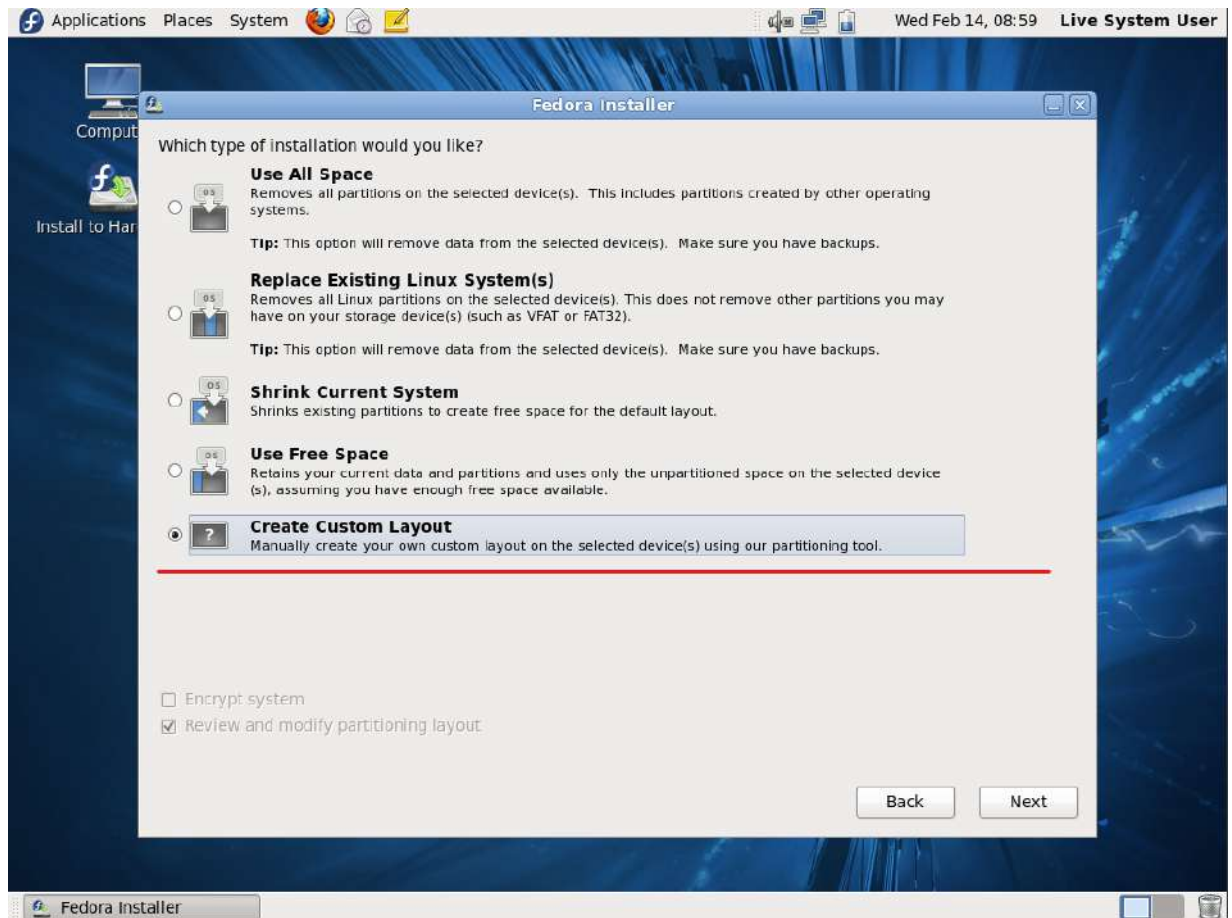 Applications Places System
Wed Feb 14, 08:59 Live System User
Comput
Install to Har
Fedora Installer
Which type of installation would you like?
os
Use All Space
Removes all partitions on the selected device(s). This includes partitions created by other operating
systems.
Tip: This option will remove data from the selected device(s). Make sure you have backups.
os
Replace Existing Linux System(s)
Removes all Linux partitions on the selected device(s). This does not remove other partitions you may
have on your storage device(s) (such as VFAT or FAT32).
Tip: This option will remove data from the selected device(s). Make sure you have backups.
os
Shrink Current System
Shrinks existing partitions to create free space for the default layout.
os
Use Free Space
Retains your current data and partitions and uses only the unpartitioned space on the selected device
(s), assuming you have enough free space available.
?
Create Custom Layout
Manually create your own custom layout on the selected device(s) using our partitioning tool.
Encrypt system
Review and modify partitioning layout
Back Next
Fedora Installer